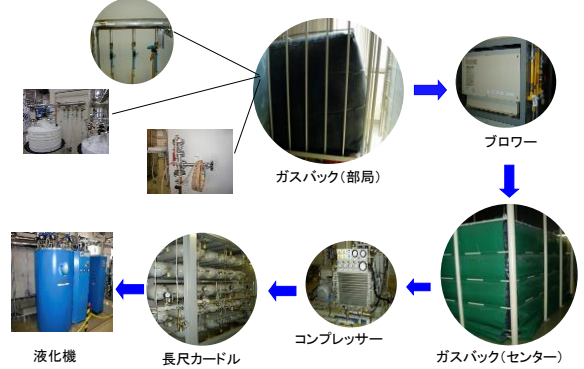 ガスバック(部局)
ブロワー
ガスバック(センター)
コンプレッサー
長尺カードル
液化機